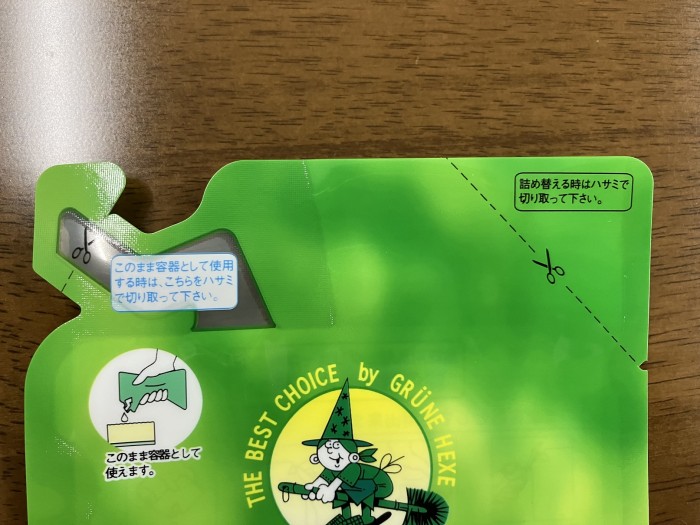 詰め替える時はハサミで
切り取って下さい。
このまま容器として使用
する時は、こちらをハサミ
で切り取って下さい。
このまま容器として
使えます。
THE BEST CHOICE by GRÜNE HEXE